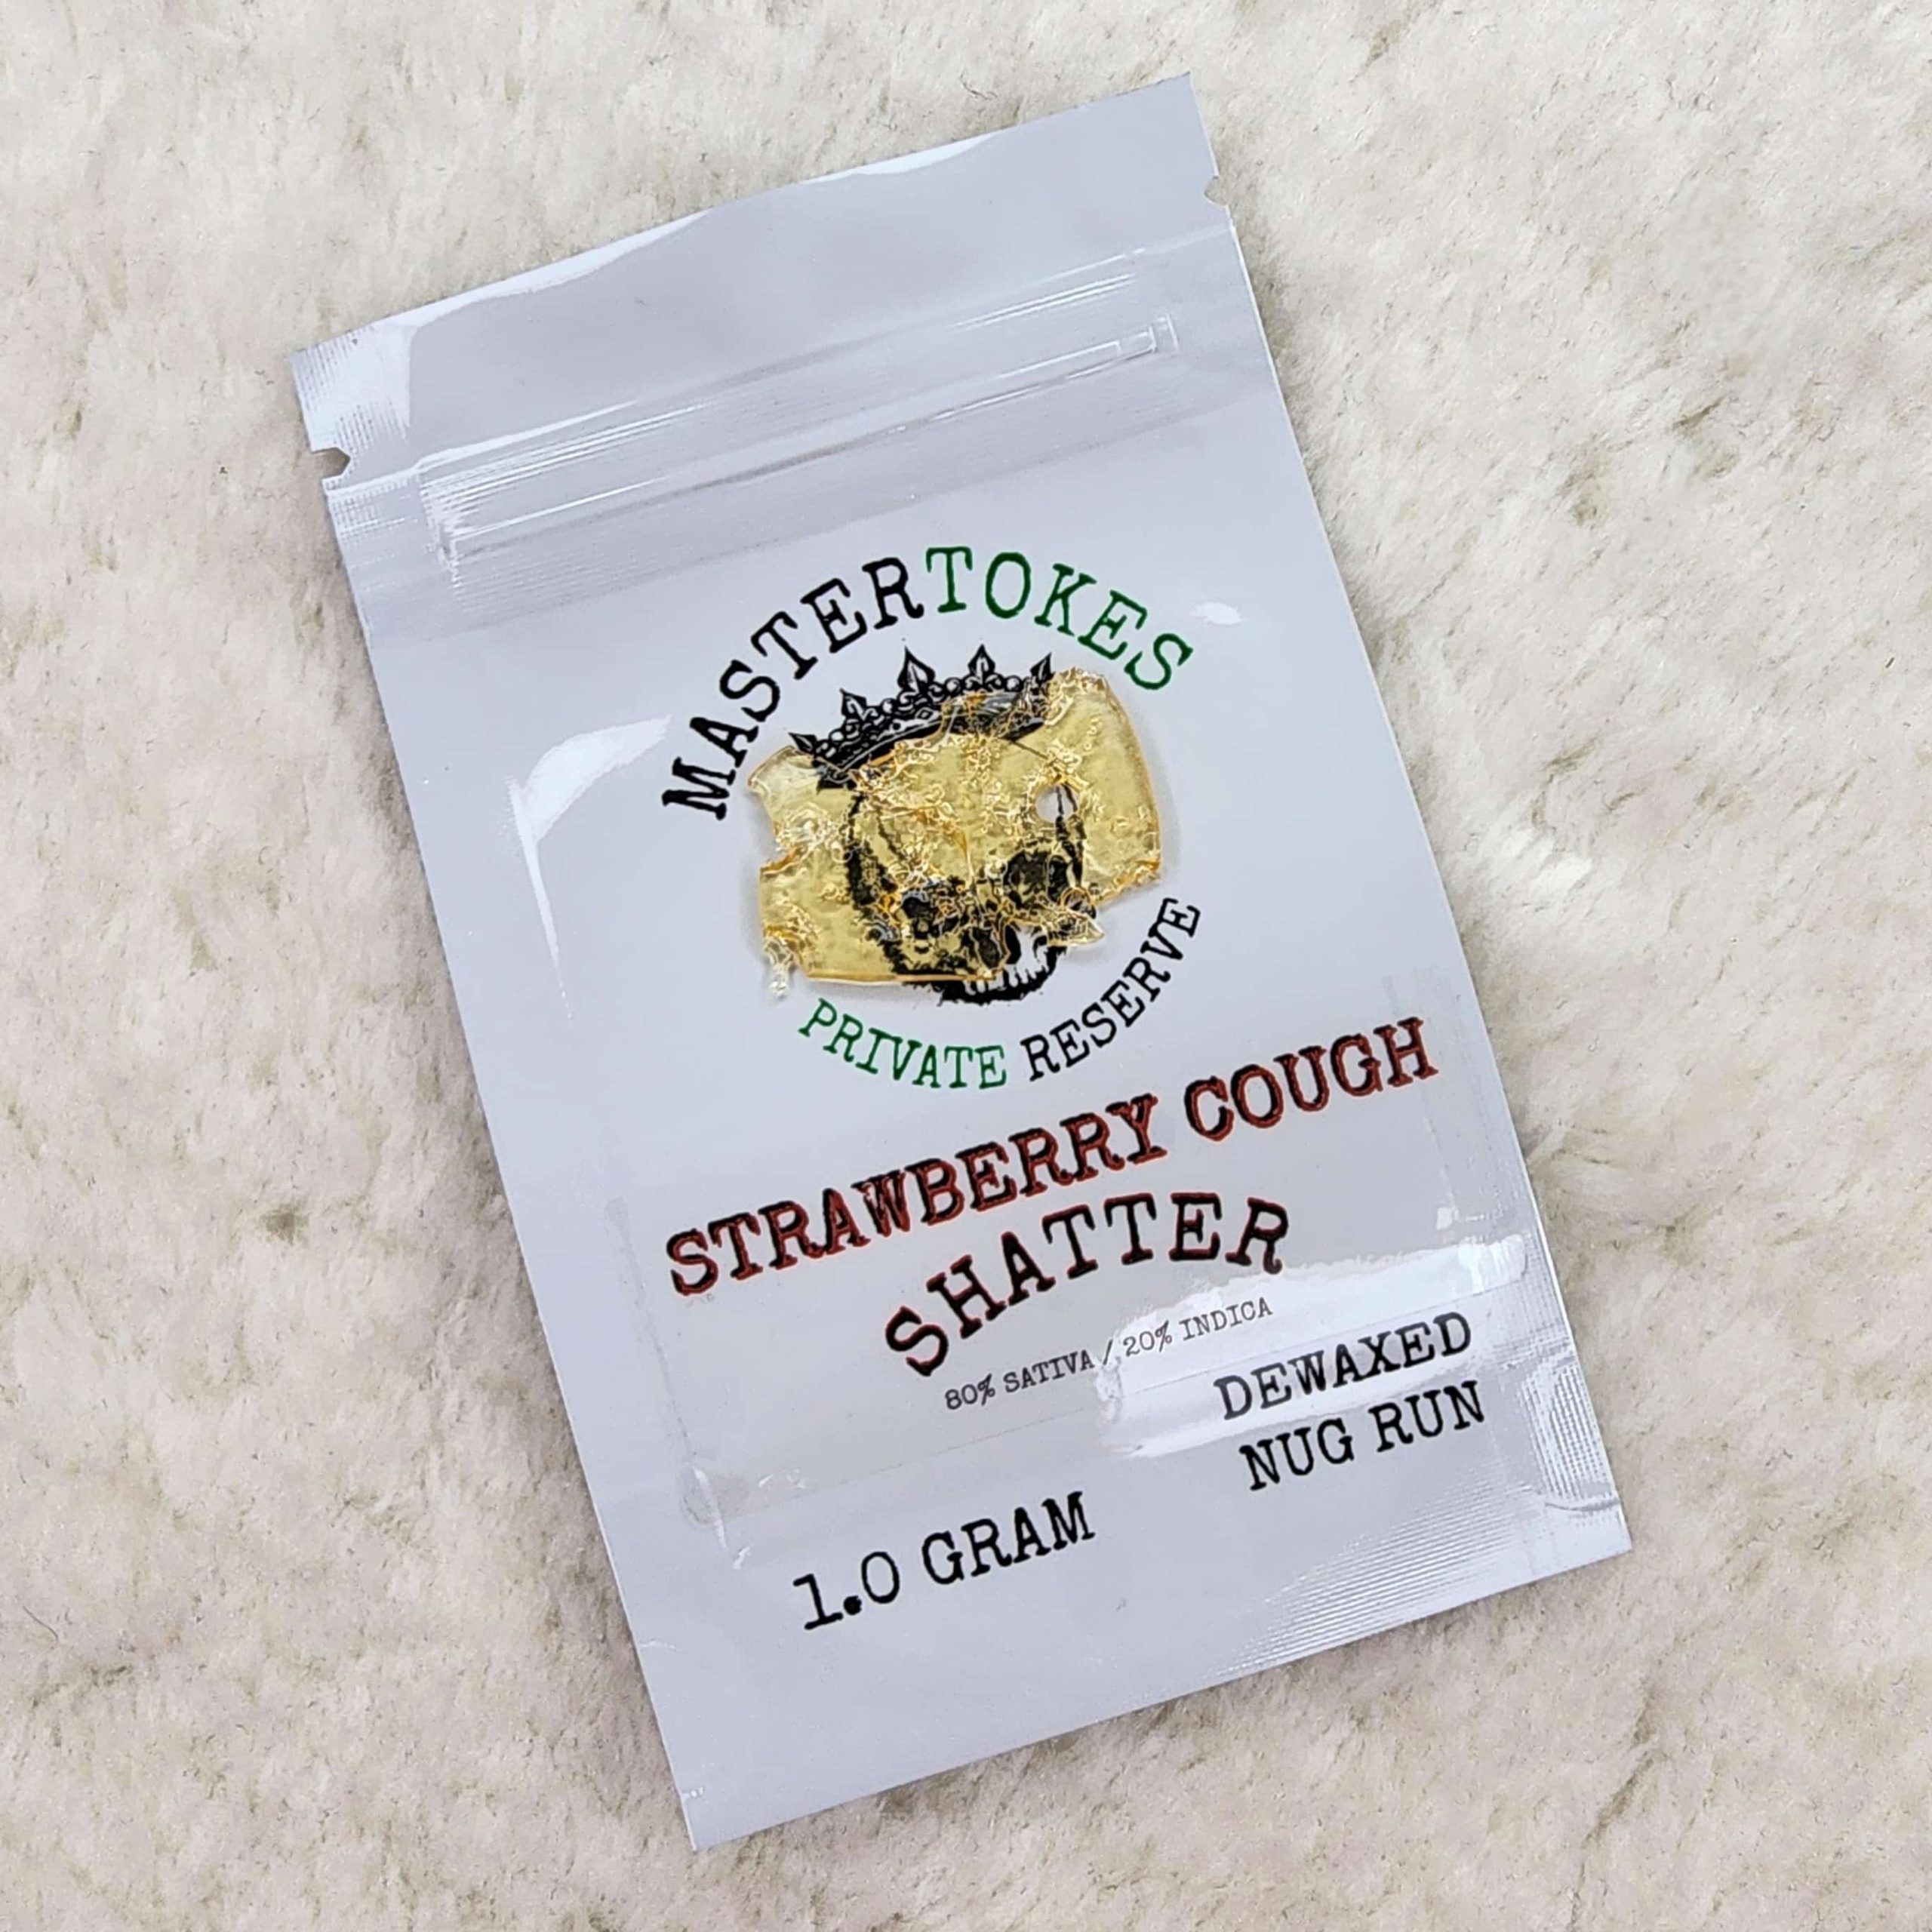 MASTERTOKES
PRIVATE RESERVE
STRAWBERRY COUGH
SHATTER
80% SATIVA / 20% INDICA
DEWAXED
NUG RUN
1.0 GRAM